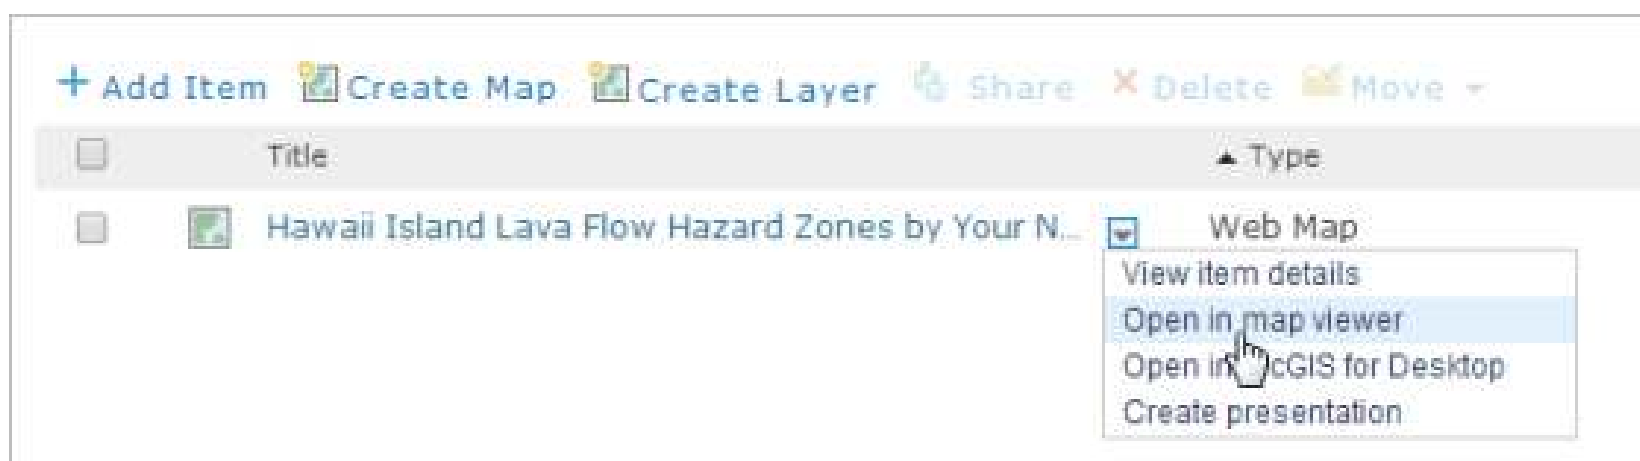 Add Item Create Map Create Layer Share Delete Move
Title Type
Hawaii Island Lava Flow Hazard Zones by Your N... Web Map
View item details
Open in map viewer
Open in cGIS for Desktop
Create presentation